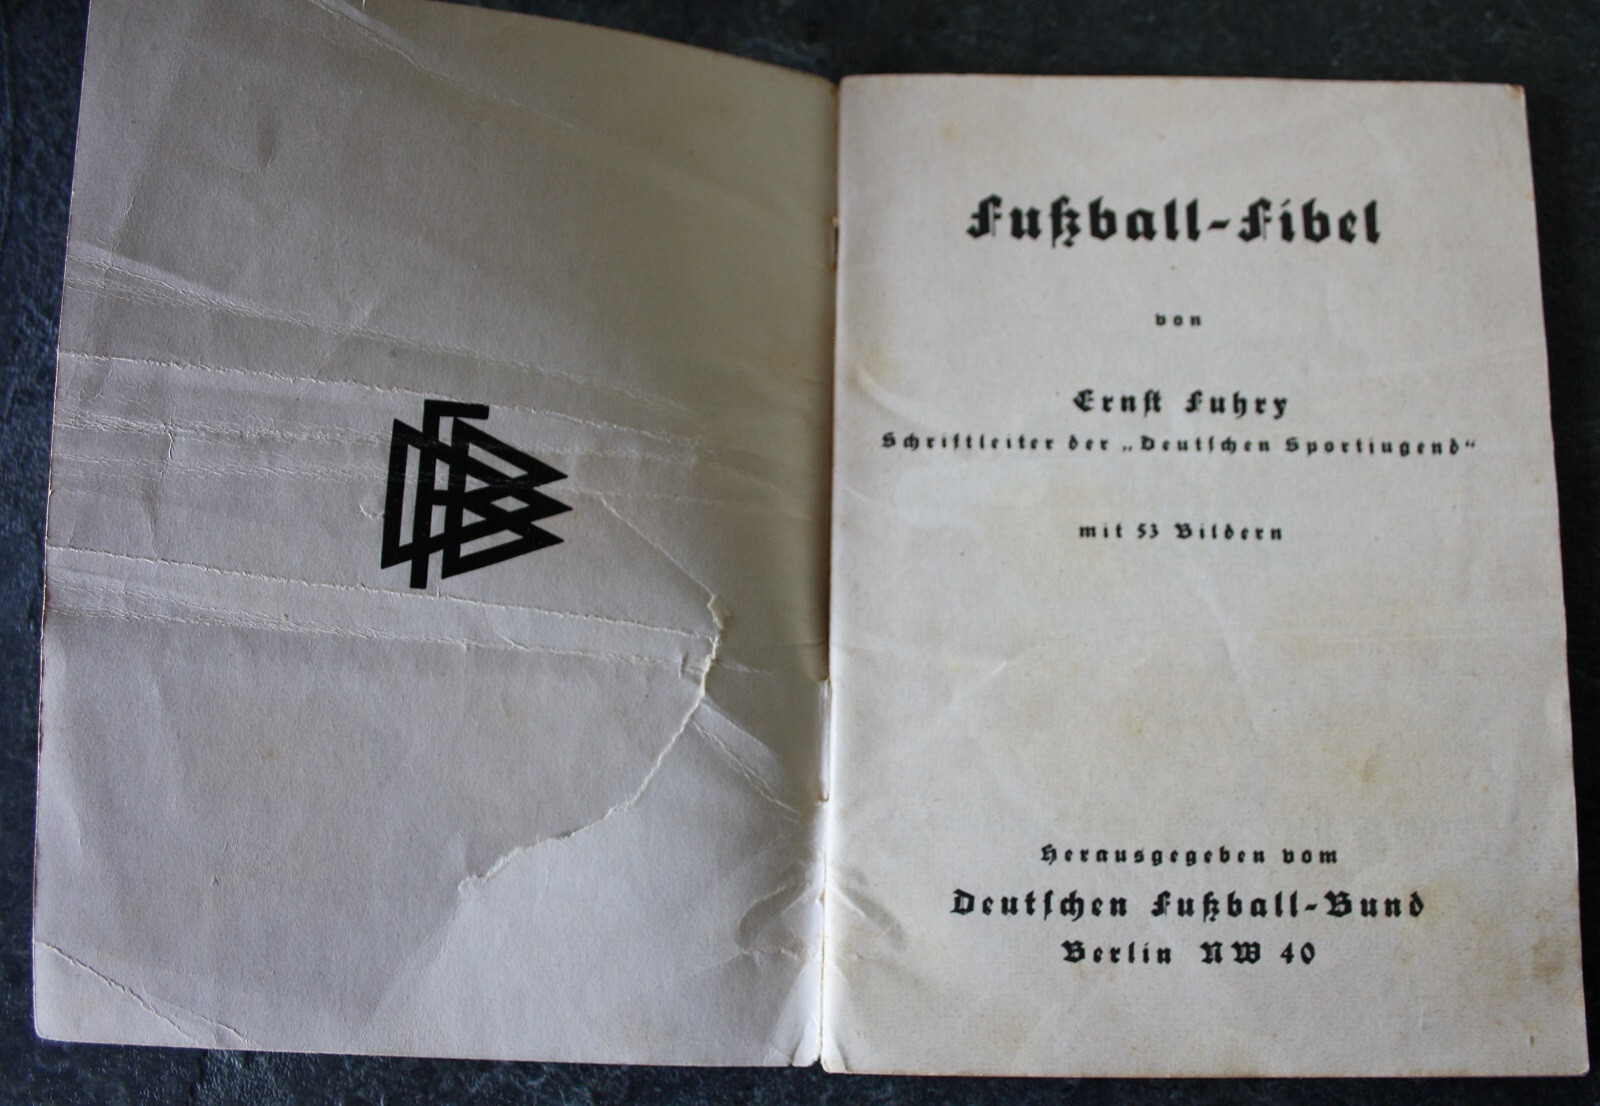 DFB
Fußball-Fibel
von
Ernst Fuhry
Schriftleiter der „Deutschen Sportjugend“
mit 53 Bildern
Herausgegeben vom
Deutschen Fußball-Bund
Berlin NW 40